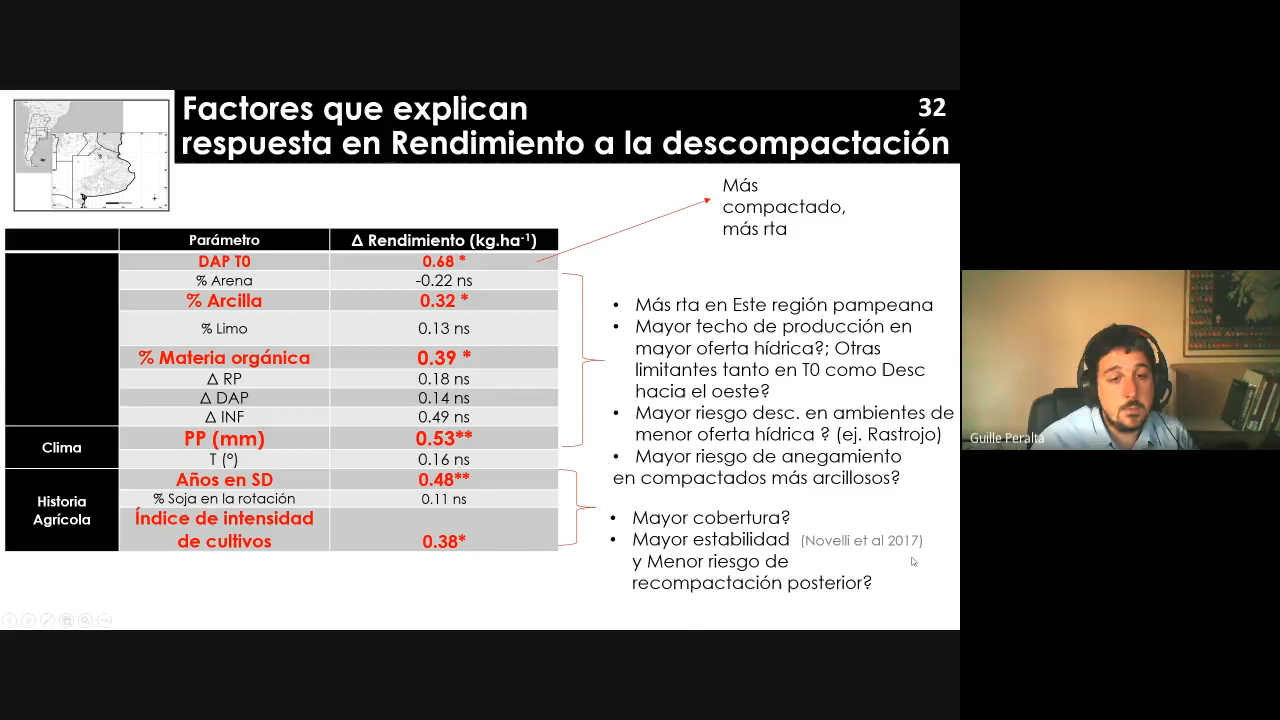 Factores que explican
respuesta en Rendimiento a la descompactación
32
Más
compactado,
más rta
Parámetro Δ Rendimiento (kg.ha-1)
DAP T0 0.68 *
% Arena -0.22 ns
% Arcilla 0.32 *
% Limo 0.13 ns
% Materia orgánica 0.39 *
Δ RP 0.18 ns
Δ DAP 0.14 ns
Δ INF 0.49 ns
Clima
PP (mm) 0.53**
T (°) 0.16 ns
Historia
Agrícola
Años en SD 0.48**
% Soja en la rotación 0.11 ns
Índice de intensidad
de cultivos 0.38*
• Más rta en Este región pampeana
• Mayor techo de producción en
mayor oferta hídrica?; Otras
limitantes tanto en T0 como Desc
hacia el oeste?
• Mayor riesgo desc. en ambientes de
menor oferta hídrica ? (ej. Rastrojo)
• Mayor riesgo de anegamiento
en compactados más arcillosos?
• Mayor cobertura?
• Mayor estabilidad (Novelli et al 2017)
y Menor riesgo de
recompactación posterior?
Guille Peralta